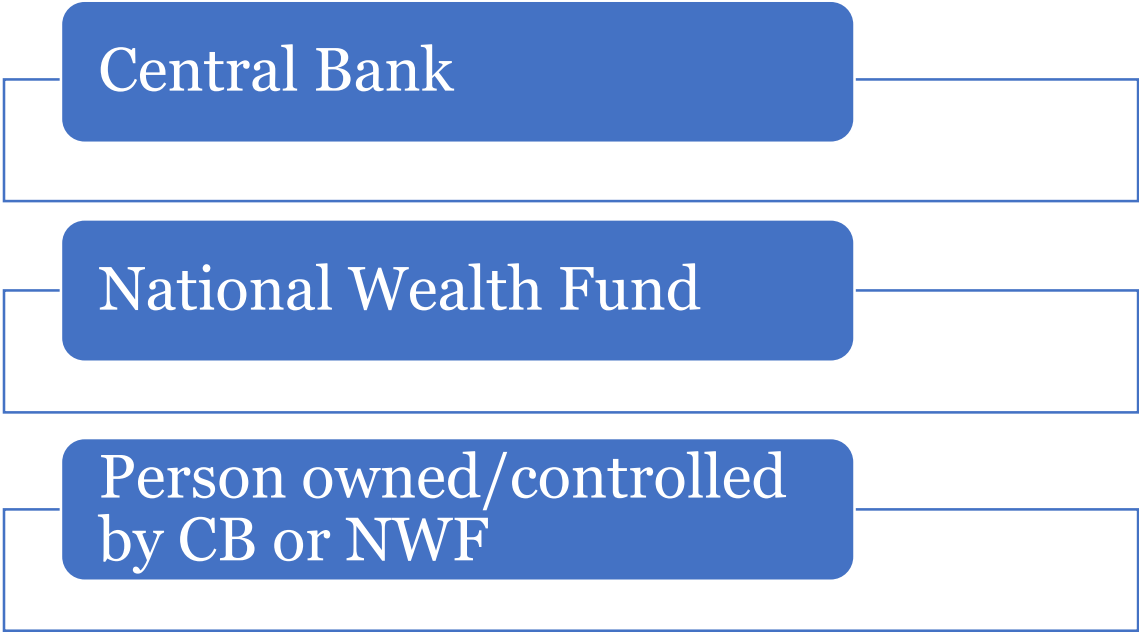 Central Bank
National Wealth Fund
Person owned/controlled
by CB or NWF